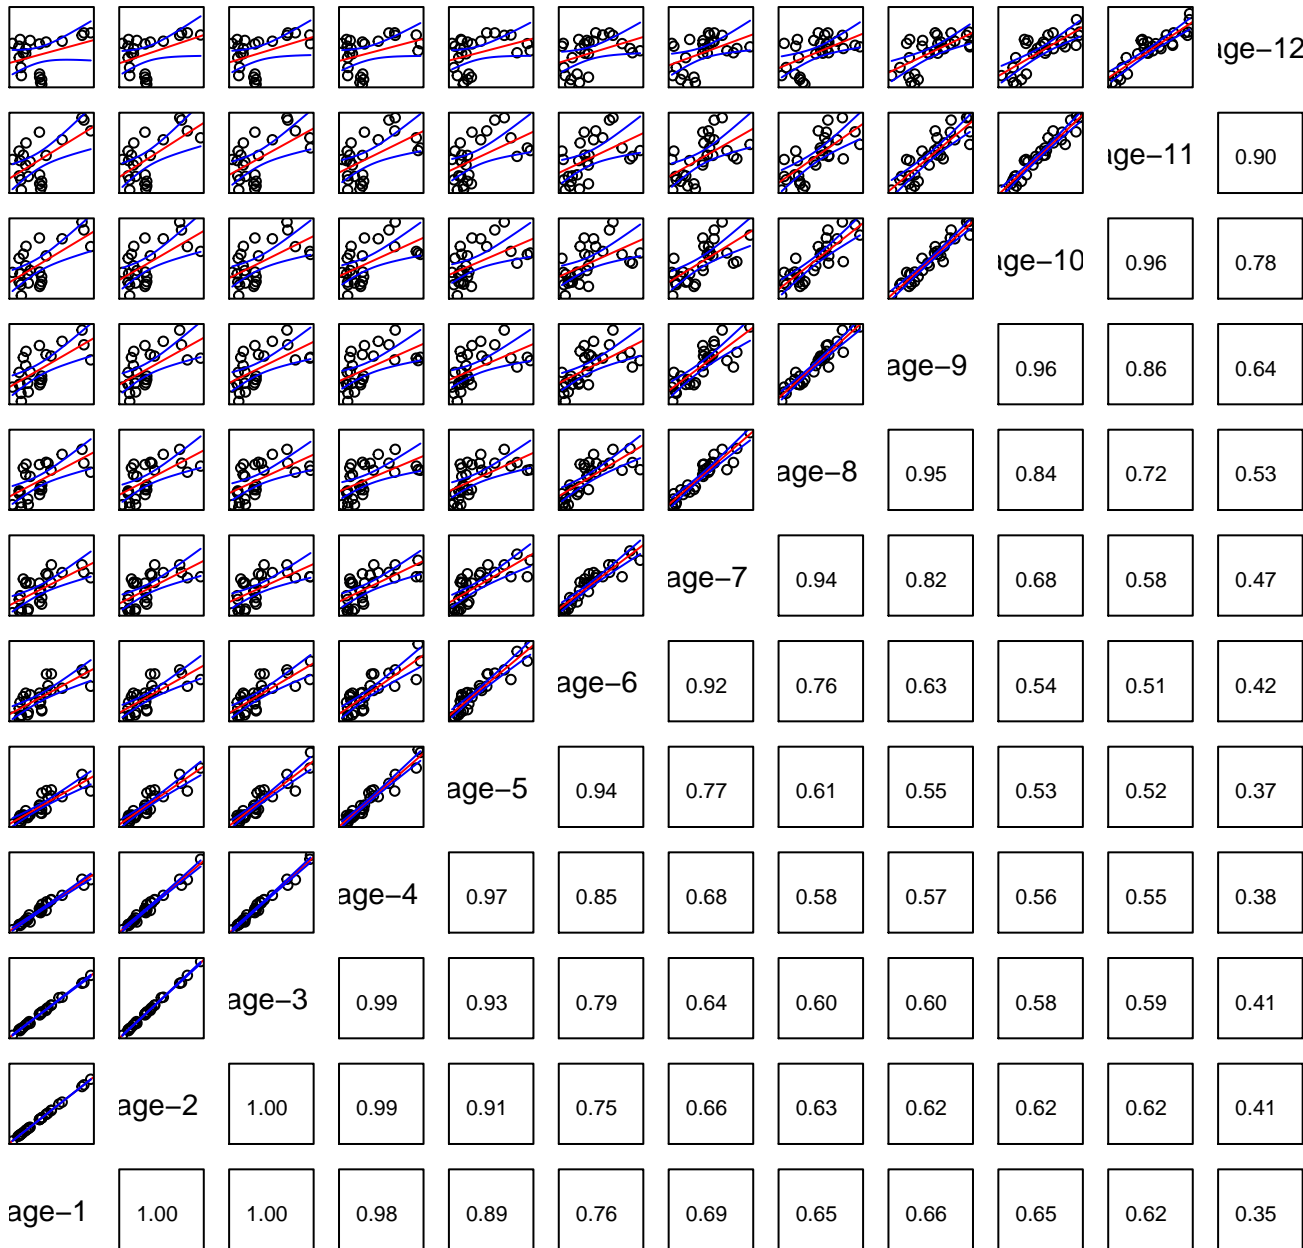 age−12
age−11 0.90
age−10 0.96 0.78
age−9 0.96 0.86 0.64
age−8 0.95 0.84 0.72 0.53
age−7 0.94 0.82 0.68 0.58 0.47
age−6 0.92 0.76 0.63 0.54 0.51 0.42
age−5 0.94 0.77 0.61 0.55 0.53 0.52 0.37
age−4 0.97 0.85 0.68 0.58 0.57 0.56 0.55 0.38
age−3 0.99 0.93 0.79 0.64 0.60 0.60 0.58 0.59 0.41
age−2 1.00 0.99 0.91 0.75 0.66 0.63 0.62 0.62 0.62 0.41
age−1 1.00 1.00 0.98 0.89 0.76 0.69 0.65 0.66 0.65 0.62 0.35